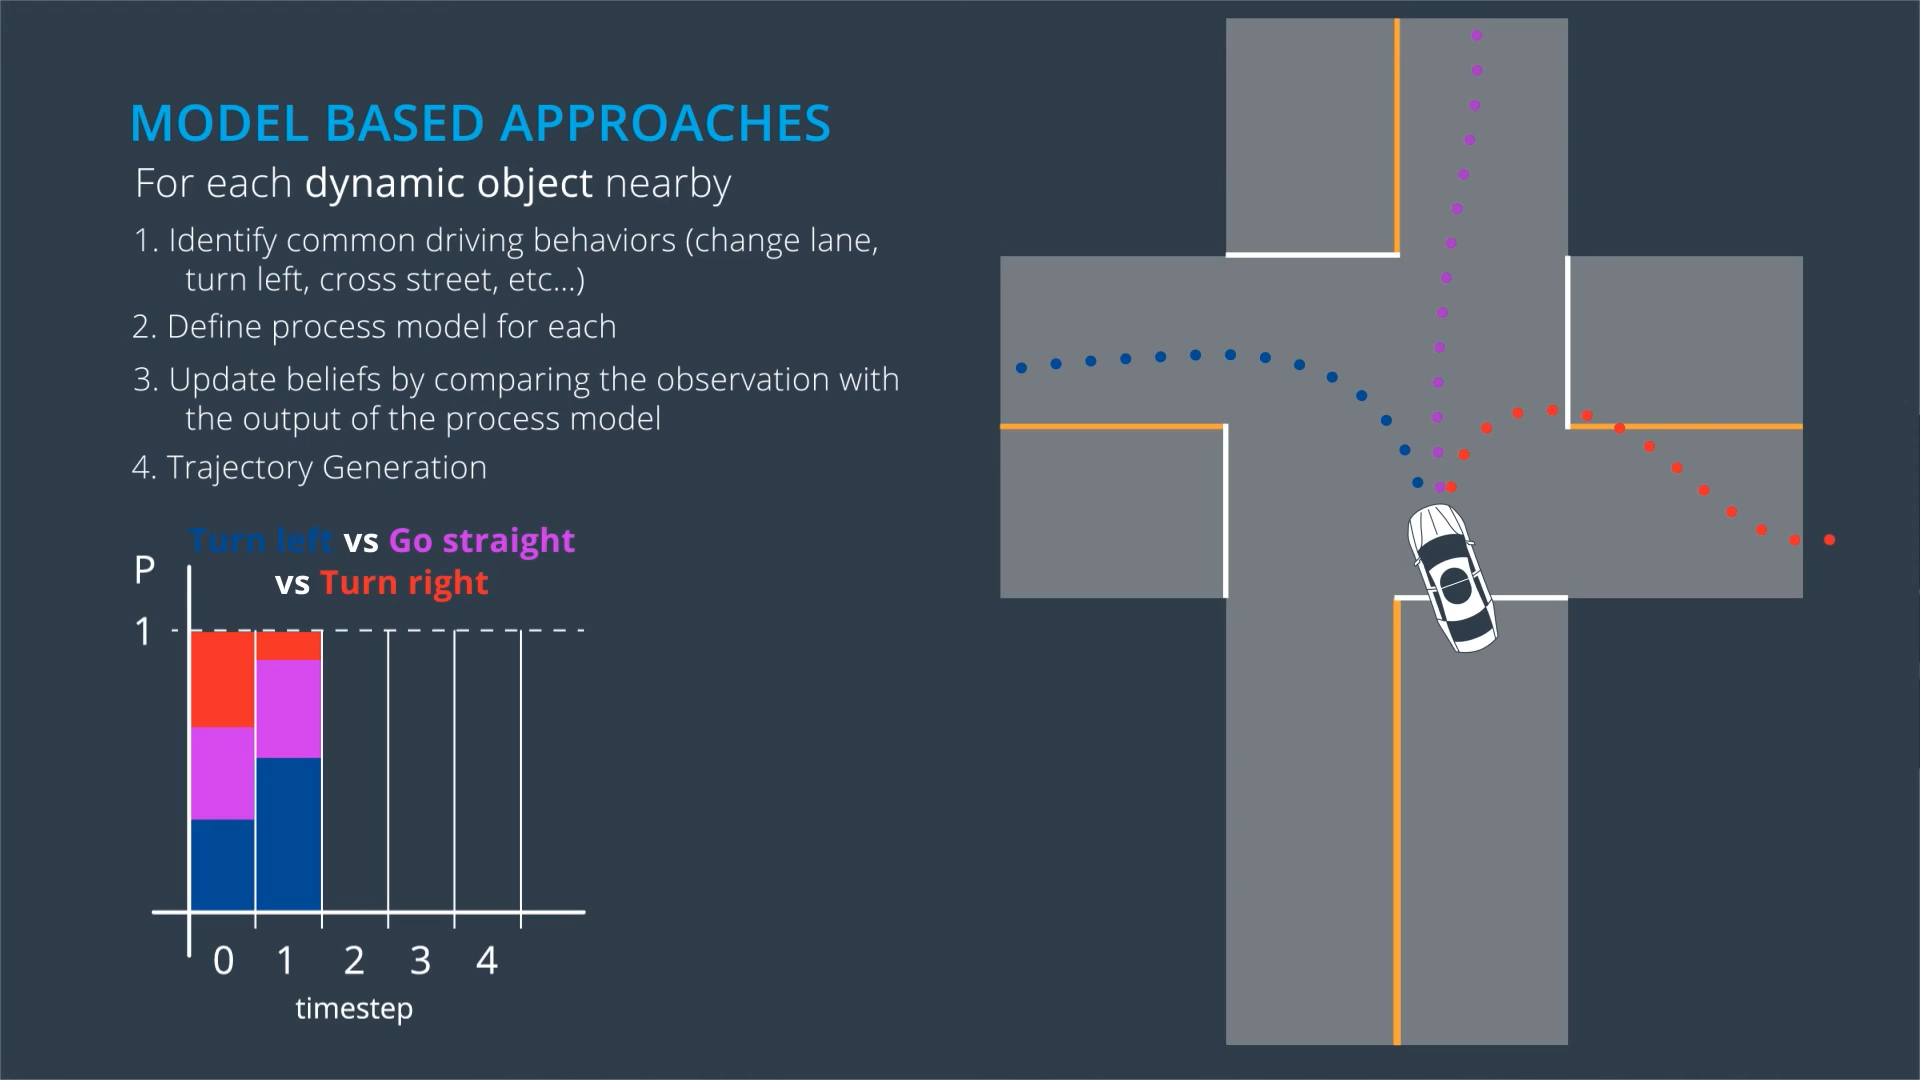 MODEL BASED APPROACHES
For each dynamic object nearby
1. Identify common driving behaviors (change lane,
turn left, cross street, etc...)
2. Define process model for each
3. Update beliefs by comparing the observation with
the output of the process model
4. Trajectory Generation
Turn left vs Go straight
vs Turn right
P
1
0 1 2 3 4
timestep